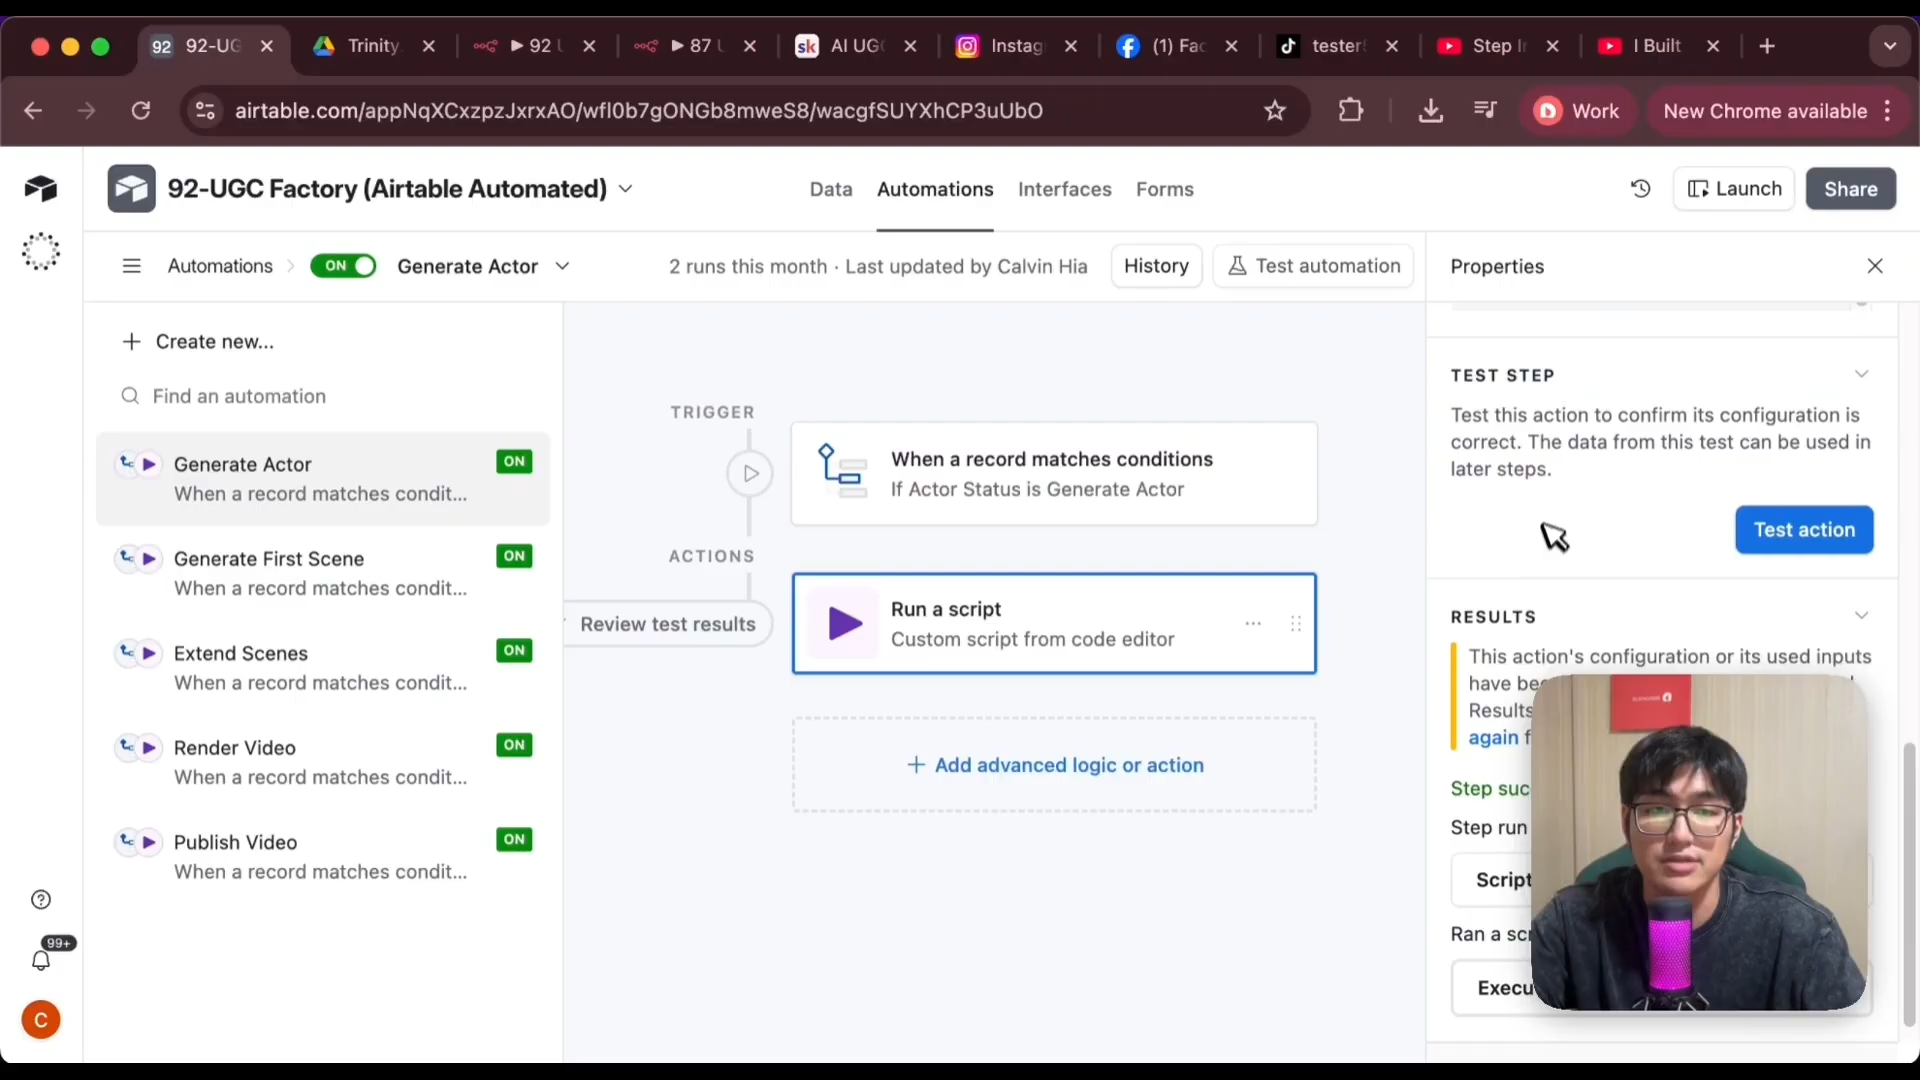 92 92-UG
Trinity
92
87 U
sk AI UG
Instag
(1) Fac
tester
Step I
I Built
airtable.com/appNqXCxzpzJxrxAO/wfl0b7gONGb8mweS8/wacgfSUYXhCP3uUbO
Work
New Chrome available
92-UGC Factory (Airtable Automated)
Data Automations Interfaces Forms
Launch
Share
Automations
ON
Generate Actor
2 runs this month · Last updated by Calvin Hia
History
Test automation
Properties
Create new...
Find an automation
Generate Actor
ON
When a record matches condit...
Generate First Scene
ON
When a record matches condit...
Extend Scenes
ON
When a record matches condit...
Render Video
ON
When a record matches condit...
Publish Video
ON
When a record matches condit...
99+
C
TRIGGER
When a record matches conditions
If Actor Status is Generate Actor
ACTIONS
Review test results
Run a script
Custom script from code editor
+ Add advanced logic or action
TEST STEP
Test this action to confirm its configuration is
correct. The data from this test can be used in
later steps.
Test action
RESULTS
This action's configuration or its used inputs
have bee
Results
again f
Step suc
Step run
Script
Ran a scr
Execu